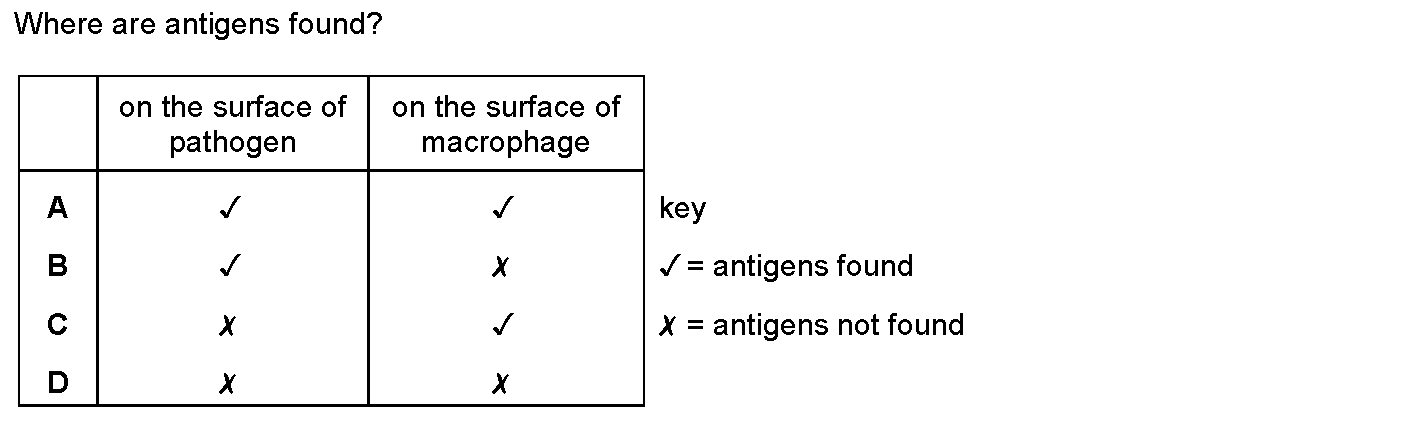 Where are antigens found?
on the surface of pathogen on the surface of macrophage
A ✓ ✓ key
B ✓ ✗ ✓ = antigens found
C ✗ ✓ ✗ = antigens not found
D ✗ ✗